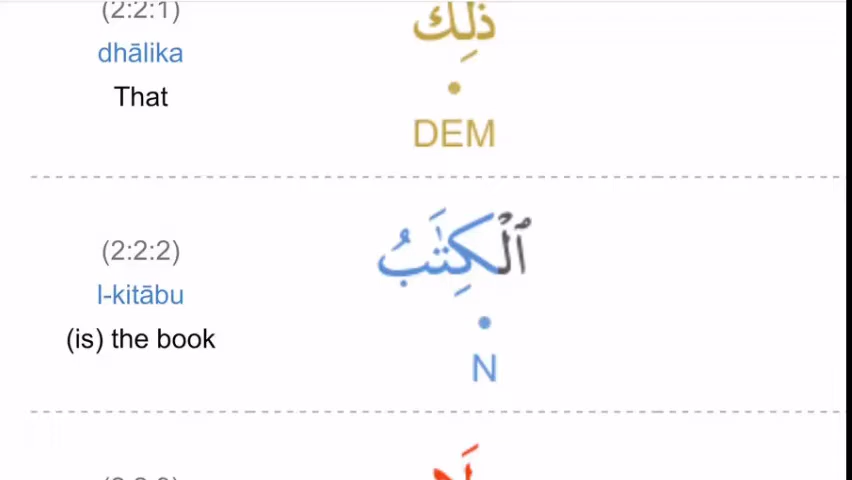 (2:2:1)
ذَٰلِكَ
dhālika
That
DEM
(2:2:2)
ٱلْكِتَـٰبُ
l-kitābu
(is) the book
N
لَا